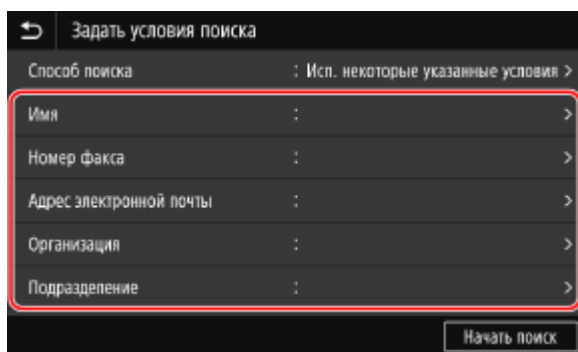 Задать условия поиска
Способ поиска : Исп. некоторые указанные условия >
Имя : >
Номер факса : >
Адрес электронной почты : >
Организация : >
Подразделение : >
Начать поиск